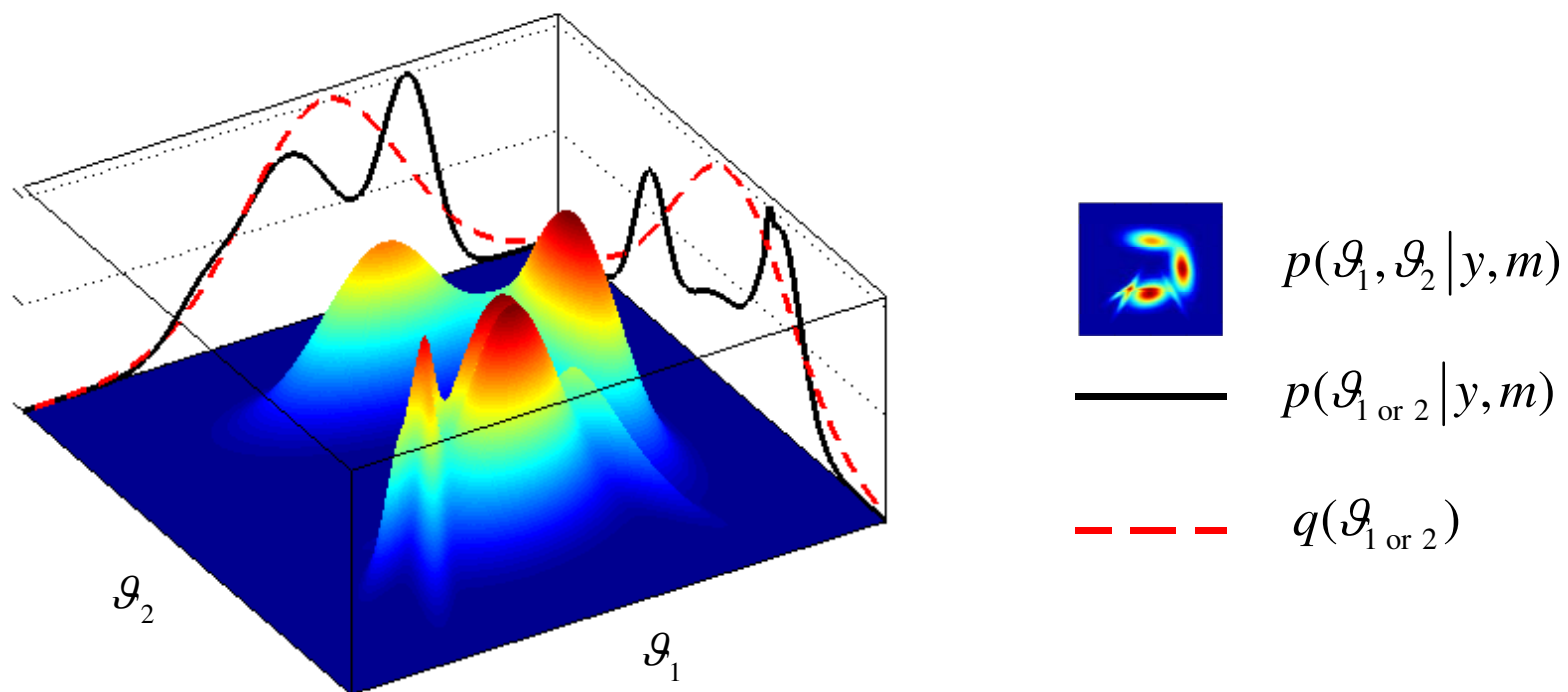 p(ϑ₁, ϑ₂ | y, m)
p(ϑ₁ or ₂ | y, m)
q(ϑ₁ or ₂)
ϑ₂
ϑ₁